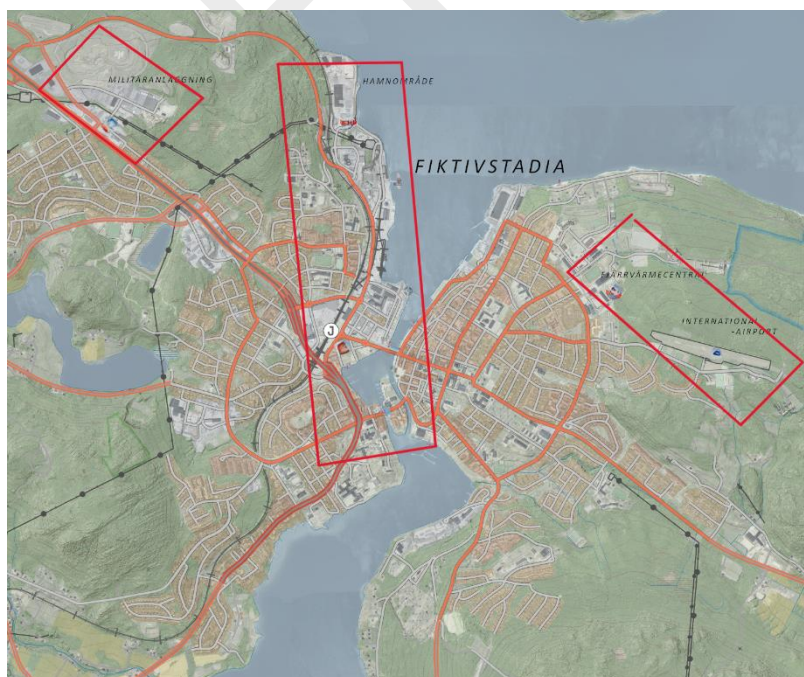 MILITÄRANLÄGGNING
HAMNOMRÅDE
FIKTIVSTADIA
FJÄRRVÄRMECENTRAL
INTERNATIONAL
-AIRPORT
J